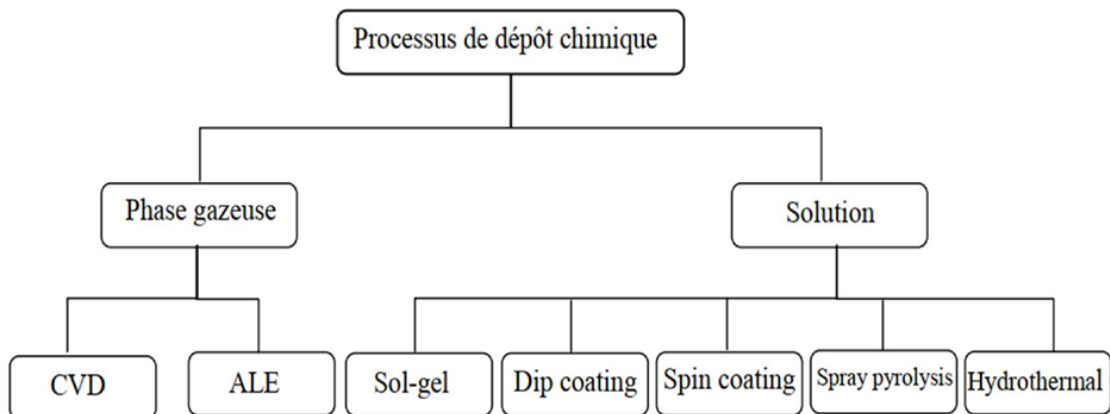 Processus de dépôt chimique
Phase gazeuse
Solution
CVD
ALE
Sol-gel
Dip coating
Spin coating
Spray pyrolysis
Hydrothermal